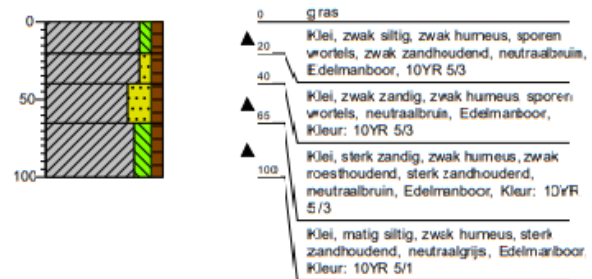 0
50
100
0
gras
20
Klei, zwak siltig, zwak humeus, sporen
wortels, zwak zandhoudend, neutraalbruin,
Edelmanboor, 10YR 5/3
40
Klei, zwak zandig, zwak humeus, sporen
wortels, neutraalbruin, Edelmanboor,
Kleur: 10YR 5/3
65
Klei, sterk zandig, zwak humeus, zwak
roesthoudend, sterk zandhoudend,
neutraalbruin, Edelmanboor, Kleur: 10YR
5/3
100
Klei, matig siltig, zwak humeus, sterk
zandhoudend, neutraalgrijs, Edelmanboor,
Kleur: 10YR 5/1